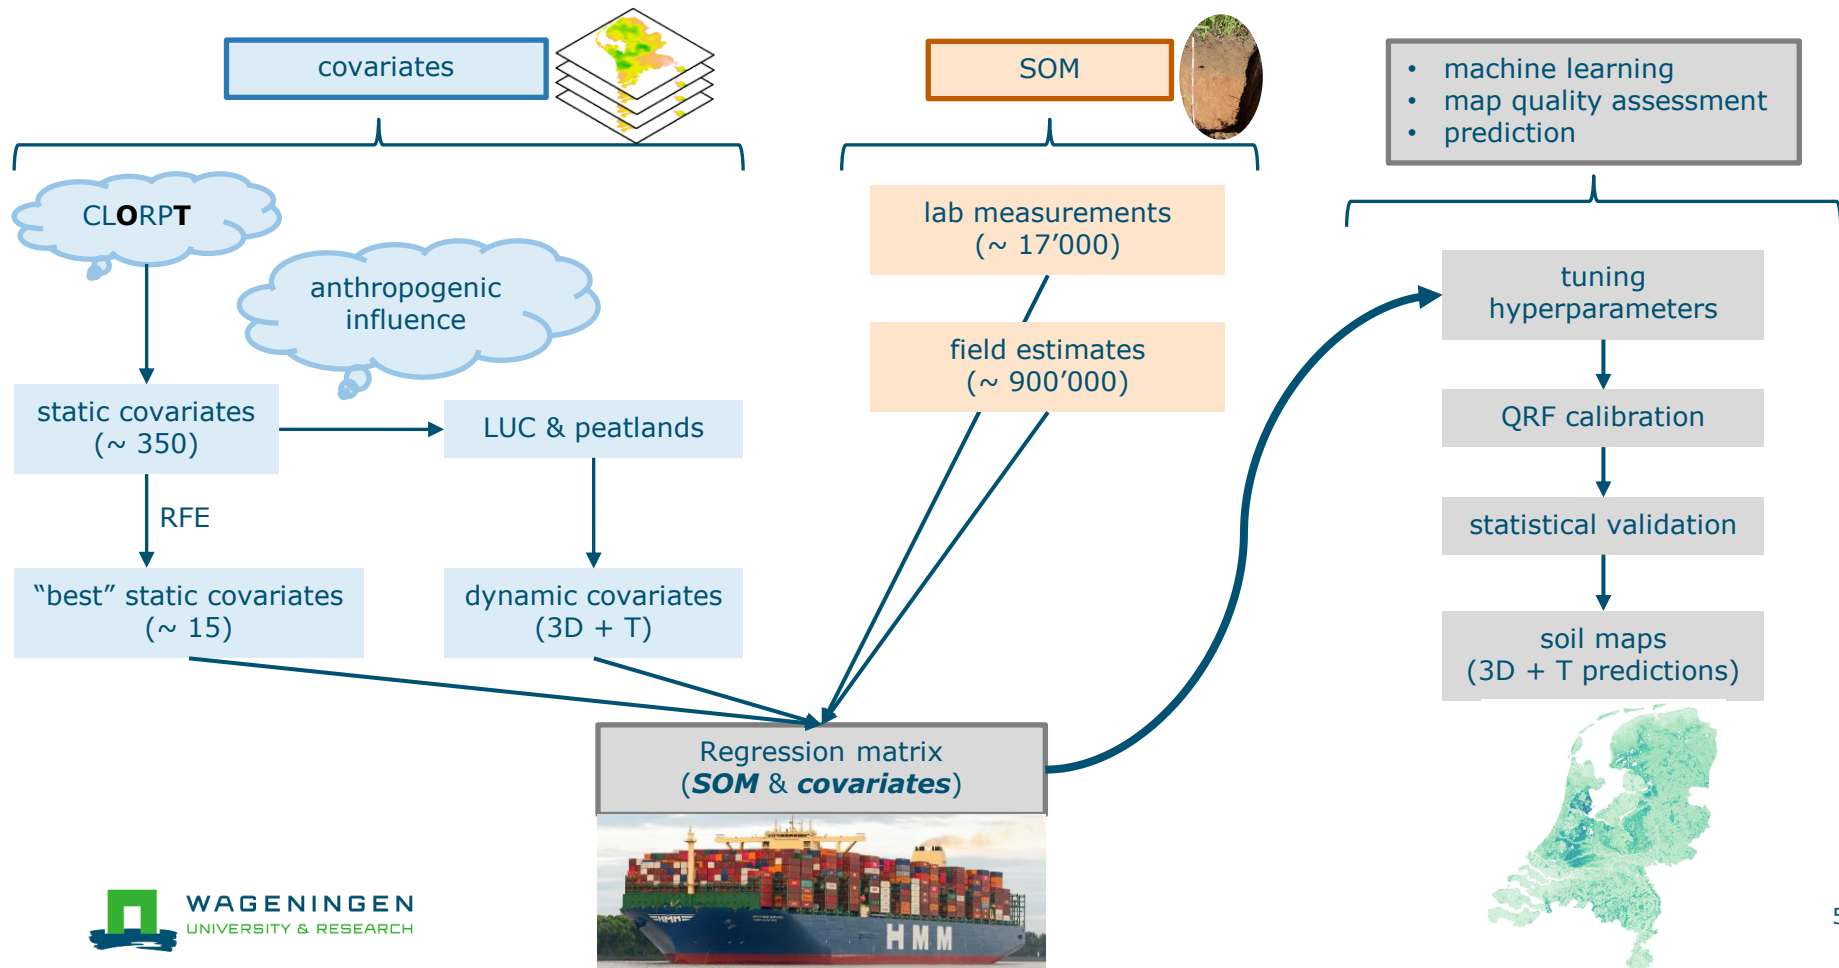 covariates
CLORPT
anthropogenic
influence
static covariates
(~ 350)
LUC & peatlands
RFE
“best” static covariates
(~ 15)
dynamic covariates
(3D + T)
SOM
lab measurements
(~ 17’000)
field estimates
(~ 900’000)
Regression matrix
(SOM & covariates)
HMM
HMM
• machine learning
• map quality assessment
• prediction
tuning
hyperparameters
QRF calibration
statistical validation
soil maps
(3D + T predictions)
WAGENINGEN
UNIVERSITY & RESEARCH
5